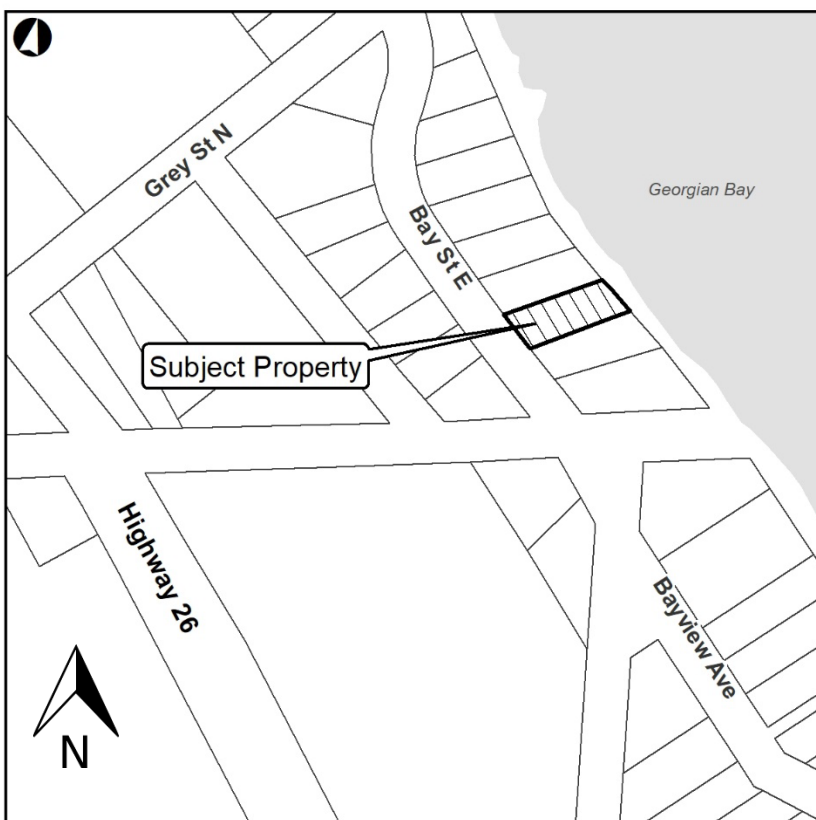 Grey St N
Georgian Bay
Bay St E
Subject Property
Highway 26
Bayview Ave
N